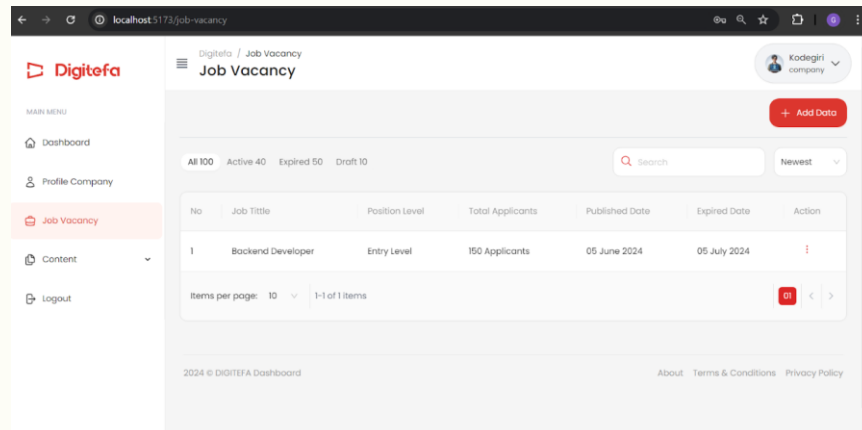 localhost:5173/job-vacancy
G
Digitefa
Digitefa / Job Vacancy
Job Vacancy
Kodegiri
company
MAIN MENU
Dashboard
Profile Company
Job Vacancy
Content
Logout
+ Add Data
All 100 Active 40 Expired 50 Draft 10
Search
Newest
No Job Tittle Position Level Total Applicants Published Date Expired Date Action
1 Backend Developer Entry Level 150 Applicants 05 June 2024 05 July 2024
Items per page: 10 1-1 of 1 items
01 < >
2024 © DIGITEFA Dashboard
About Terms & Conditions Privacy Policy